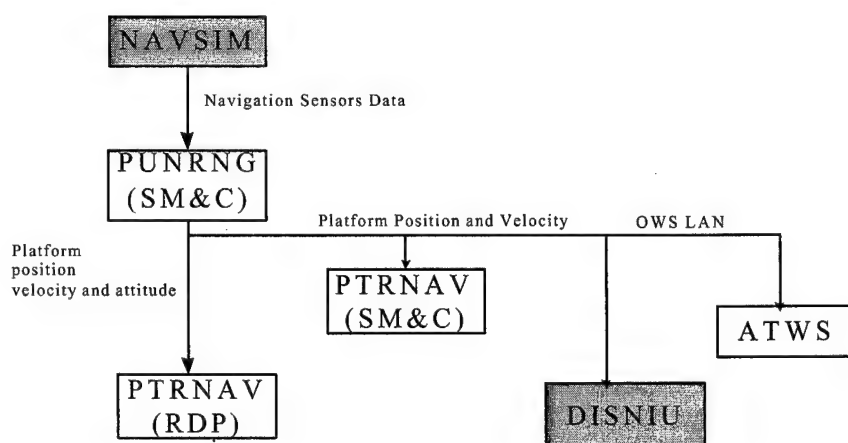 NAVSIM
Navigation Sensors Data
PUNRNG
(SM&C)
Platform Position and Velocity
OWS LAN
Platform
position
velocity and attitude
PTRNAV
(SM&C)
ATWS
PTRNAV
(RDP)
DISNIU